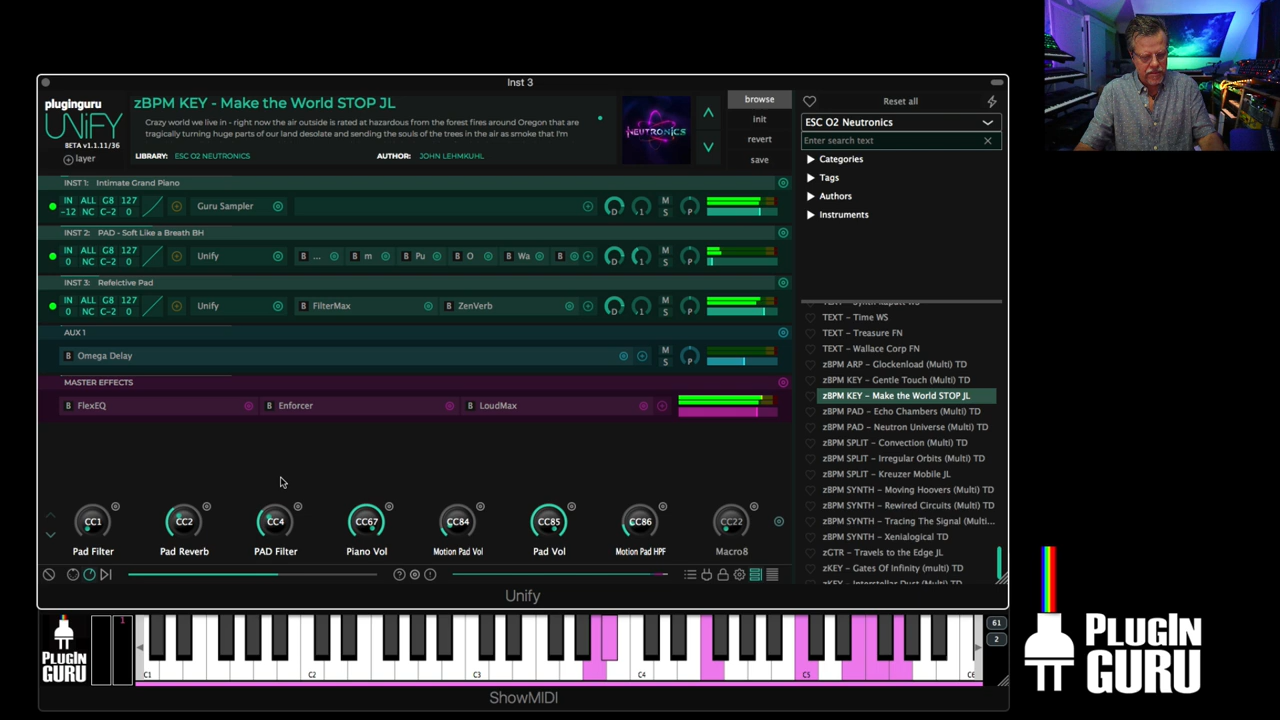 Inst 3
pluginguru
UNiFY
BETA v1.1.11/36
layer
zBPM KEY - Make the World STOP JL
Crazy world we live in - right now the air outside is rated at hazardous from the forest fires around Oregon that are
tragically turning huge parts of our land desolate and sending the souls of the trees in the air as smoke that I'm
LIBRARY: ESC O2 NEUTRONICS AUTHOR: JOHN LEHMKUHL
NEUTRONICS
browse
init
revert
save
Reset all
ESC O2 Neutronics
Enter search text
Categories
Tags
Authors
Instruments
INST 1: Intimate Grand Piano
IN ALL G8 127
-12 NC C-2 0
Guru Sampler
D 1 M S P
INST 2: PAD - Soft Like a Breath BH
IN ALL G8 127
0 NC C-2 0
Unify B ... B m B Pu B O B Wa B
D 1 M S P
INST 3: Refelctive Pad
IN ALL G8 127
0 NC C-2 0
Unify B FilterMax B ZenVerb
D 1 M S P
AUX 1
B Omega Delay M S P
MASTER EFFECTS
B FlexEQ B Enforcer B LoudMax
TEXT - Time WS
TEXT - Treasure FN
TEXT - Wallace Corp FN
zBPM ARP - Glockenload (Multi) TD
zBPM KEY - Gentle Touch (Multi) TD
zBPM KEY - Make the World STOP JL
zBPM PAD - Echo Chambers (Multi) TD
zBPM PAD - Neutron Universe (Multi) TD
zBPM SPLIT - Convection (Multi) TD
zBPM SPLIT - Irregular Orbits (Multi) TD
zBPM SPLIT - Kreuzer Mobile JL
zBPM SYNTH - Moving Hoovers (Multi) TD
zBPM SYNTH - Rewired Circuits (Multi) TD
zBPM SYNTH - Tracing The Signal (Multi...
zBPM SYNTH - Xenialogical TD
zGTR - Travels to the Edge JL
zKEY - Gates Of Infinity (multi) TD
zKEY - Interstellar Dust (Multi) TD
CC1 CC2 CC4 CC67 CC84 CC85 CC86 CC22
Pad Filter Pad Reverb PAD Filter Piano Vol Motion Pad Vol Pad Vol Motion Pad HPF Macro8
Unify
PLUGIN
GURU
1
C1 C2 C3 C4 C5 C6
61
2
ShowMIDI
PLUGIN
GURU